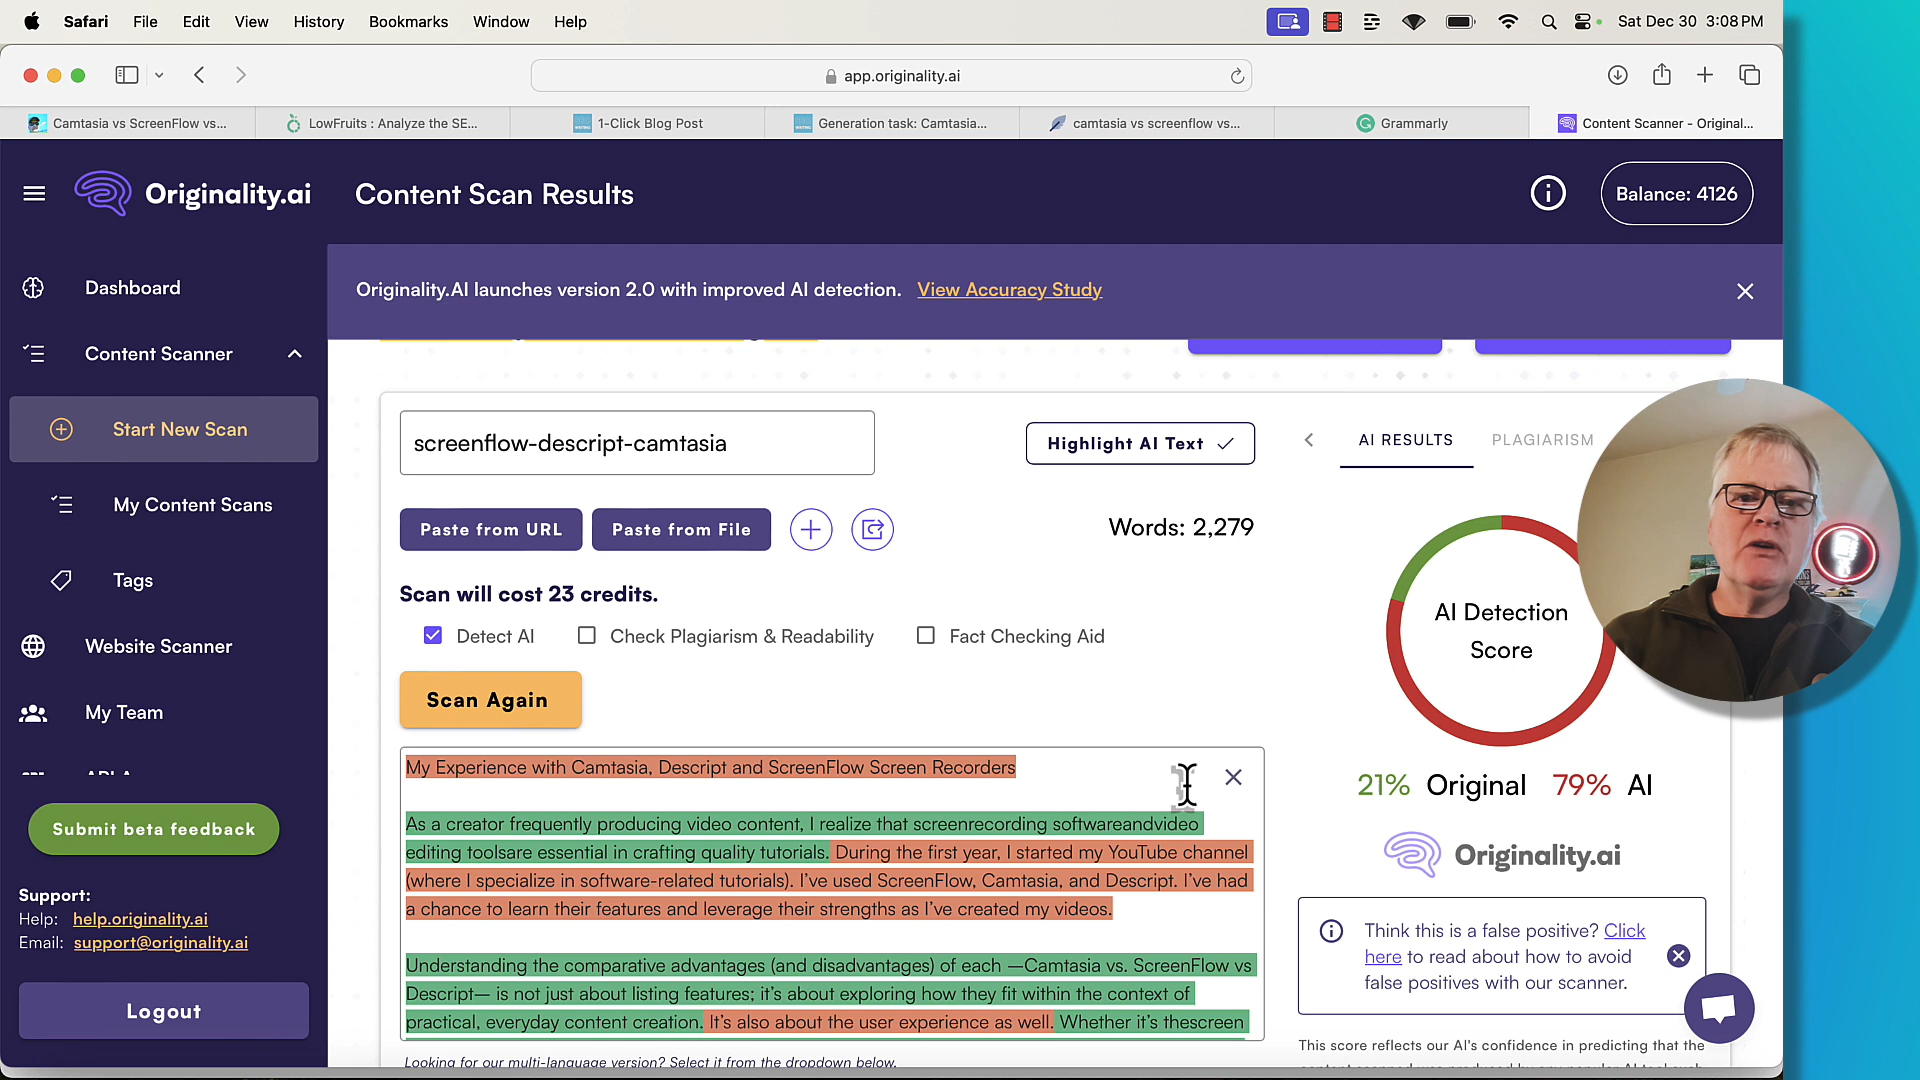 Safari File Edit View History Bookmarks Window Help Sat Dec 30 3:08 PM
app.originality.ai
Camtasia vs ScreenFlow vs... LowFruits : Analyze the SE... 1-Click Blog Post Generation task: Camtasia... camtasia vs screenflow vs... Grammarly Content Scanner - Original...
Originality.ai Content Scan Results Balance: 4126
Originality.AI launches version 2.0 with improved AI detection. View Accuracy Study
Dashboard
Content Scanner
Start New Scan
My Content Scans
Tags
Website Scanner
My Team
Submit beta feedback
Support:
Help: help.originality.ai
Email: support@originality.ai
Logout
screenflow-descript-camtasia
Highlight AI Text
Paste from URL Paste from File
Words: 2,279
Scan will cost 23 credits.
Detect AI Check Plagiarism & Readability Fact Checking Aid
Scan Again
My Experience with Camtasia, Descript and ScreenFlow Screen Recorders
As a creator frequently producing video content, I realize that screenrecording softwareandvideo
editing toolsare essential in crafting quality tutorials. During the first year, I started my YouTube channel
(where I specialize in software-related tutorials). I've used ScreenFlow, Camtasia, and Descript. I've had
a chance to learn their features and leverage their strengths as I've created my videos.
Understanding the comparative advantages (and disadvantages) of each —Camtasia vs. ScreenFlow vs
Descript— is not just about listing features; it's about exploring how they fit within the context of
practical, everyday content creation. It's also about the user experience as well. Whether it's thescreen
Looking for our multi-language version? Select it from the dropdown below.
AI RESULTS PLAGIARISM
AI Detection
Score
21% Original 79% AI
Originality.ai
Think this is a false positive? Click
here to read about how to avoid
false positives with our scanner.
This score reflects our AI's confidence in predicting that the